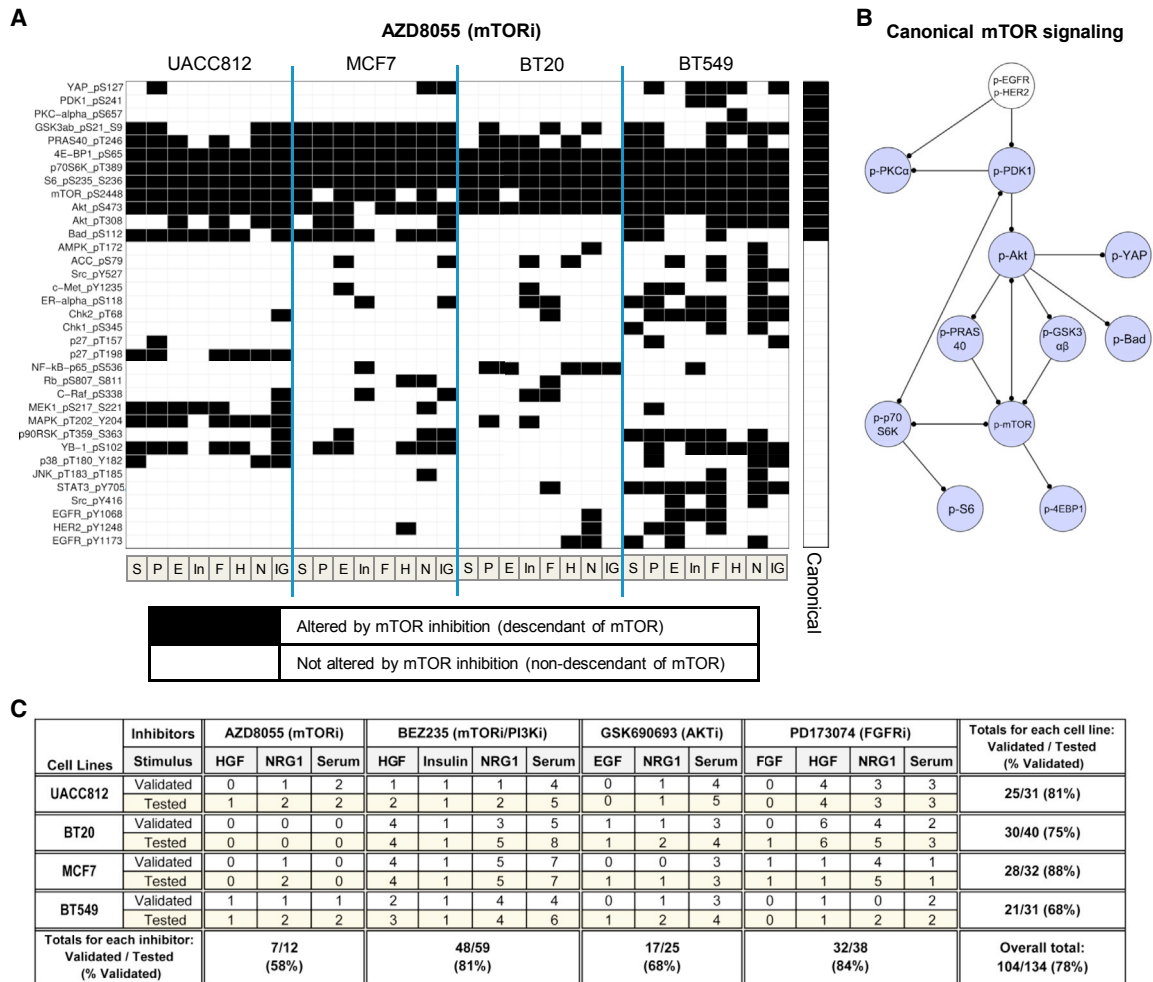 A
AZD8055 (mTORi)
UACC812 MCF7 BT20 BT549
YAP_pS127
PDK1_pS241
PKC-alpha_pS657
GSK3ab_pS21_S9
PRAS40_pT246
4E-BP1_pS65
p70S6K_pT389
S6_pS235_S236
mTOR_pS2448
Akt_pS473
Akt_pT308
Bad_pS112
AMPK_pT172
ACC_pS79
Src_pY527
c-Met_pY1235
ER-alpha_pS118
Chk2_pT68
Chk1_pS345
p27_pT157
p27_pT198
NF-kB-p65_pS536
Rb_pS807_S811
C-Raf_pS338
MEK1_pS217_S221
MAPK_pT202_Y204
p90RSK_pT359_S363
YB-1_pS102
p38_pT180_Y182
JNK_pT183_pT185
STAT3_pY705
Src_pY416
EGFR_pY1068
HER2_pY1248
EGFR_pY1173
S P E In F H N IG S P E In F H N IG S P E In F H N IG S P E In F H N IG
Canonical
Altered by mTOR inhibition (descendant of mTOR)
Not altered by mTOR inhibition (non-descendant of mTOR)
B
Canonical mTOR signaling
p-EGFR
p-HER2
p-PKCα
p-PDK1
p-Akt
p-YAP
p-PRAS
40
p-GSK3
αβ
p-Bad
p-p70
S6K
p-mTOR
p-S6
p-4EBP1
C
Cell Lines Inhibitors AZD8055 (mTORi) BEZ235 (mTORi/PI3Ki) GSK690693 (AKTi) PD173074 (FGFRi) Totals for each cell line:
Validated / Tested
(% Validated)
Stimulus HGF NRG1 Serum HGF Insulin NRG1 Serum EGF NRG1 Serum FGF HGF NRG1 Serum
UACC812 Validated 0 1 2 1 1 1 4 0 1 4 0 4 3 3 25/31 (81%)
Tested 1 2 2 2 1 2 5 0 1 5 0 4 3 3
BT20 Validated 0 0 0 4 1 3 5 1 1 3 0 6 4 2 30/40 (75%)
Tested 0 0 0 4 1 5 8 1 2 4 1 6 5 3
MCF7 Validated 0 1 0 4 1 5 7 0 0 3 1 1 4 1 28/32 (88%)
Tested 0 2 0 4 1 5 7 1 1 3 1 1 5 1
BT549 Validated 1 1 1 2 1 4 4 0 1 3 0 1 0 2 21/31 (68%)
Tested 1 2 2 3 1 4 6 1 2 4 0 1 2 2
Totals for each inhibitor:
Validated / Tested
(% Validated)
7/12
(58%)
48/59
(81%)
17/25
(68%)
32/38
(84%)
Overall total:
104/134 (78%)